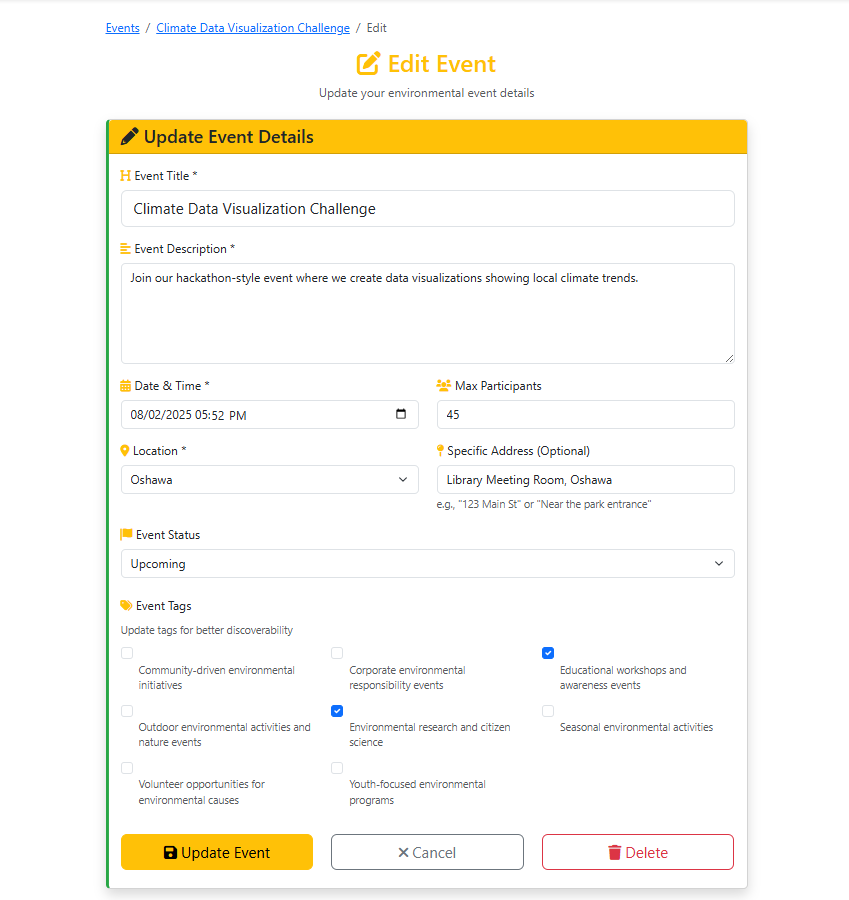 Events / Climate Data Visualization Challenge / Edit
Edit Event
Update your environmental event details
Update Event Details
Event Title *
Climate Data Visualization Challenge
Event Description *
Join our hackathon-style event where we create data visualizations showing local climate trends.
Date & Time *
Max Participants
08/02/2025 05:52 PM
45
Location *
Specific Address (Optional)
Oshawa
Library Meeting Room, Oshawa
e.g., "123 Main St" or "Near the park entrance"
Event Status
Upcoming
Event Tags
Update tags for better discoverability
Community-driven environmental
initiatives
Corporate environmental
responsibility events
Educational workshops and
awareness events
Outdoor environmental activities and
nature events
Environmental research and citizen
science
Seasonal environmental activities
Volunteer opportunities for
environmental causes
Youth-focused environmental
programs
Update Event
Cancel
Delete